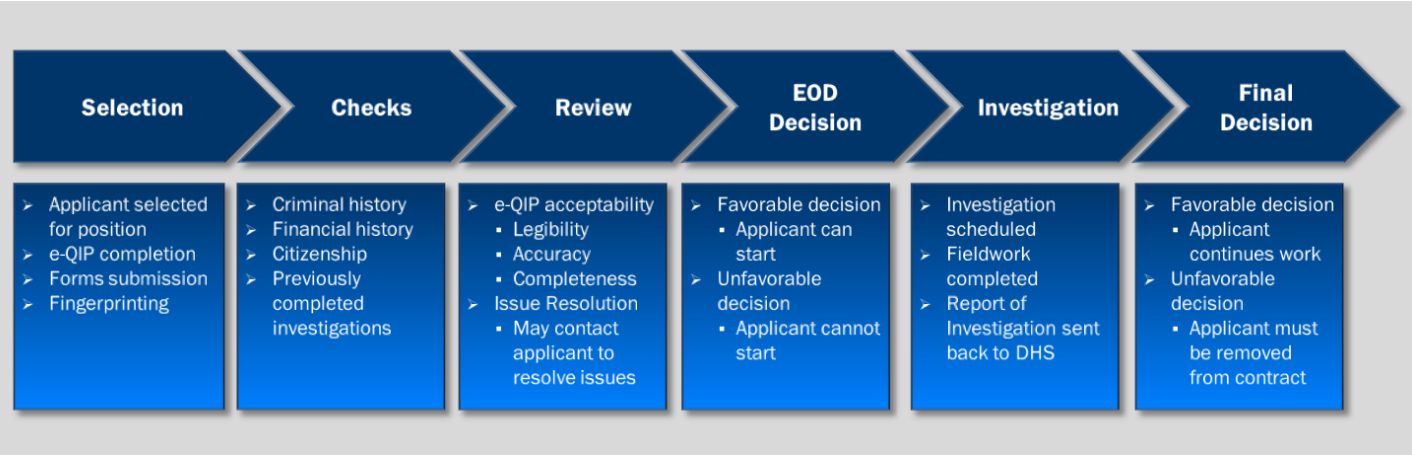 Selection
Checks
Review
EOD
Decision
Investigation
Final
Decision
➢ Applicant selected
for position
➢ e-QIP completion
➢ Forms submission
➢ Fingerprinting
➢ Criminal history
➢ Financial history
➢ Citizenship
➢ Previously
completed
investigations
➢ e-QIP acceptability
▪ Legibility
▪ Accuracy
▪ Completeness
➢ Issue Resolution
▪ May contact
applicant to
resolve issues
➢ Favorable decision
▪ Applicant can
start
➢ Unfavorable
decision
▪ Applicant cannot
start
➢ Investigation
scheduled
➢ Fieldwork
completed
➢ Report of
Investigation sent
back to DHS
➢ Favorable decision
▪ Applicant
continues work
➢ Unfavorable
decision
▪ Applicant must
be removed
from contract